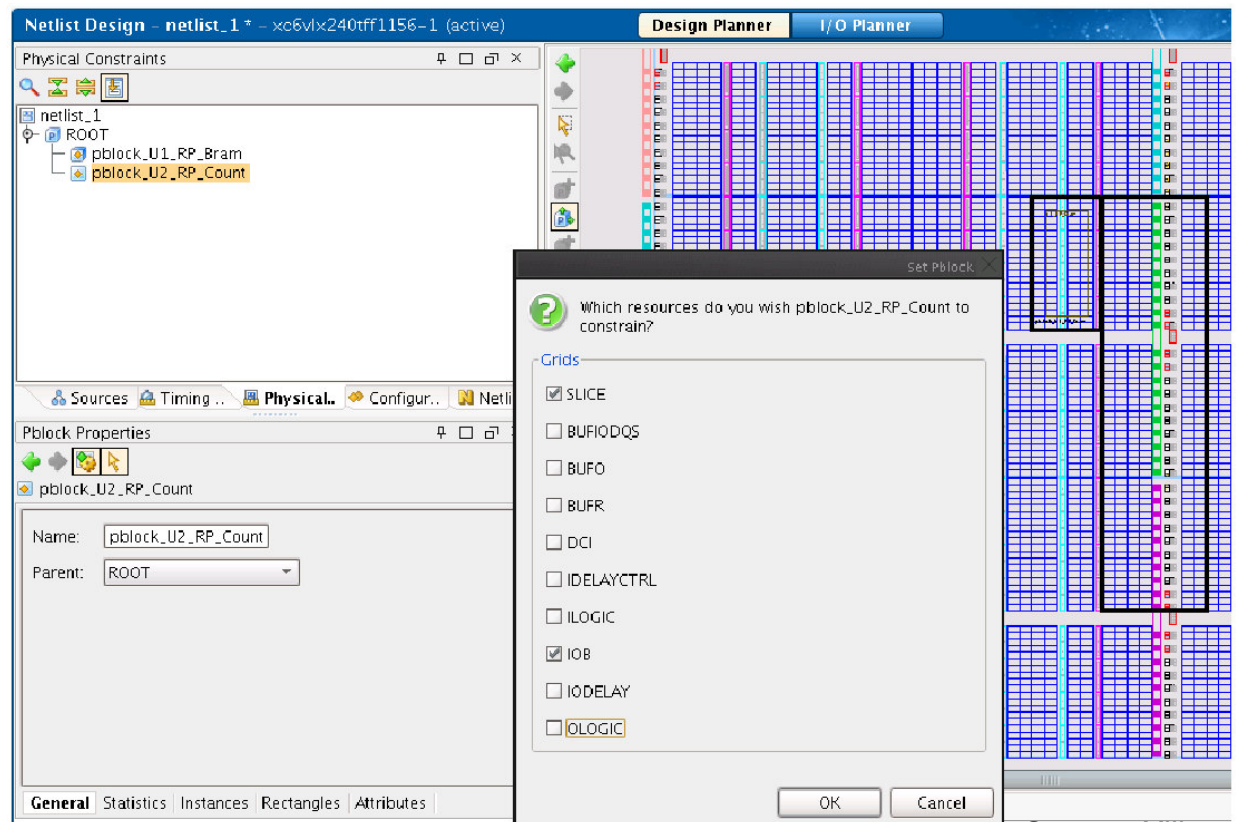 Netlist Design - netlist_1 * - xc6vlx240tff1156-1 (active)
Design Planner
I/O Planner
Physical Constraints
netlist_1
ROOT
pblock_U1_RP_Bram
pblock_U2_RP_Count
Sources
Timing ..
Physical..
Configur..
Netli
Pblock Properties
pblock_U2_RP_Count
Name: pblock_U2_RP_Count
Parent: ROOT
General Statistics Instances Rectangles Attributes
Set Pblock
Which resources do you wish pblock_U2_RP_Count to
constrain?
Grids
SLICE
BUFIODQS
BUFO
BUFR
DCI
IDELAYCTRL
ILOGIC
IOB
IODELAY
OLOGIC
OK
Cancel